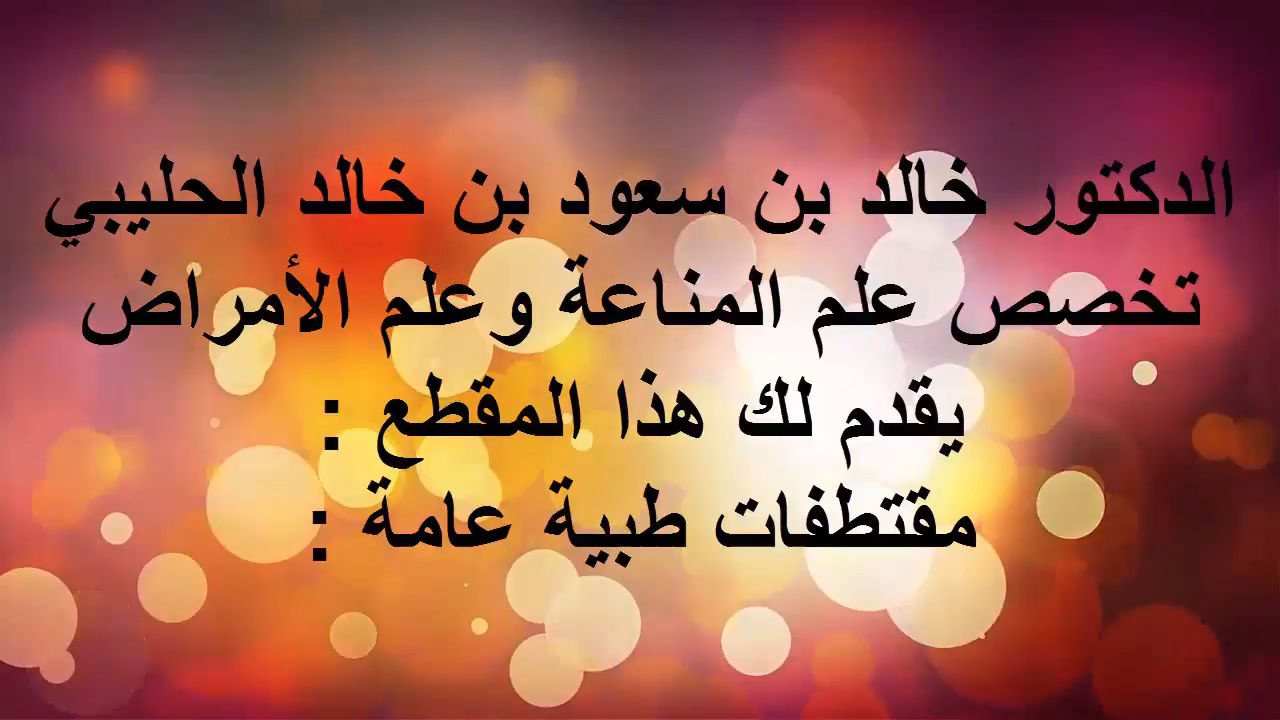 الدكتور خالد بن سعود بن خالد الحليبي
تخصص علم المناعة وعلم الأمراض
يقدم لك هذا المقطع :
مقتطفات طبية عامة :